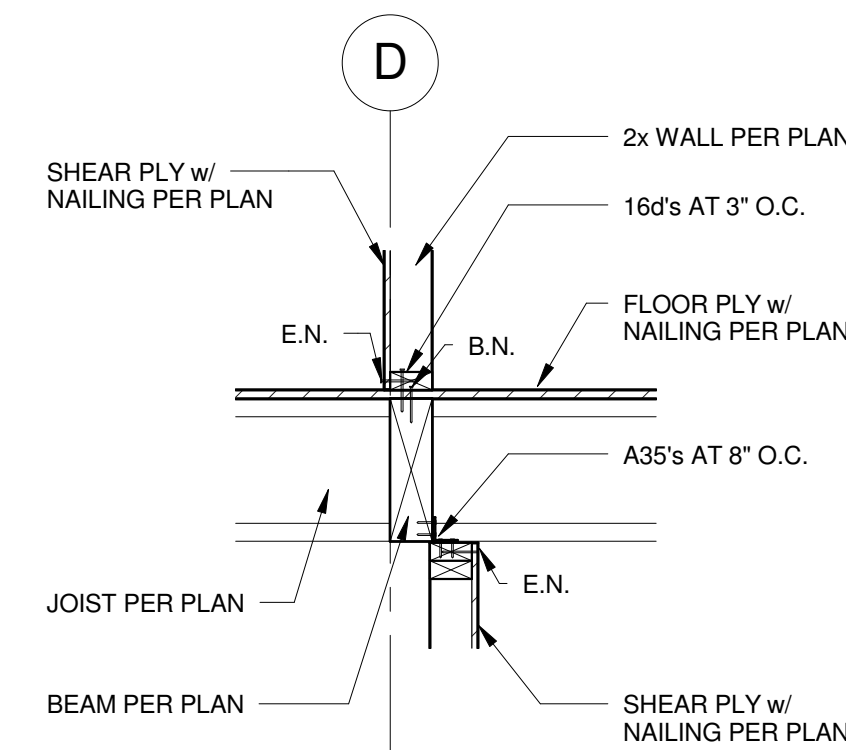 D
SHEAR PLY w/
NAILING PER PLAN
2x WALL PER PLAN
16d's AT 3" O.C.
FLOOR PLY w/
NAILING PER PLAN
E.N.
B.N.
A35's AT 8" O.C.
E.N.
JOIST PER PLAN
BEAM PER PLAN
SHEAR PLY w/
NAILING PER PLAN